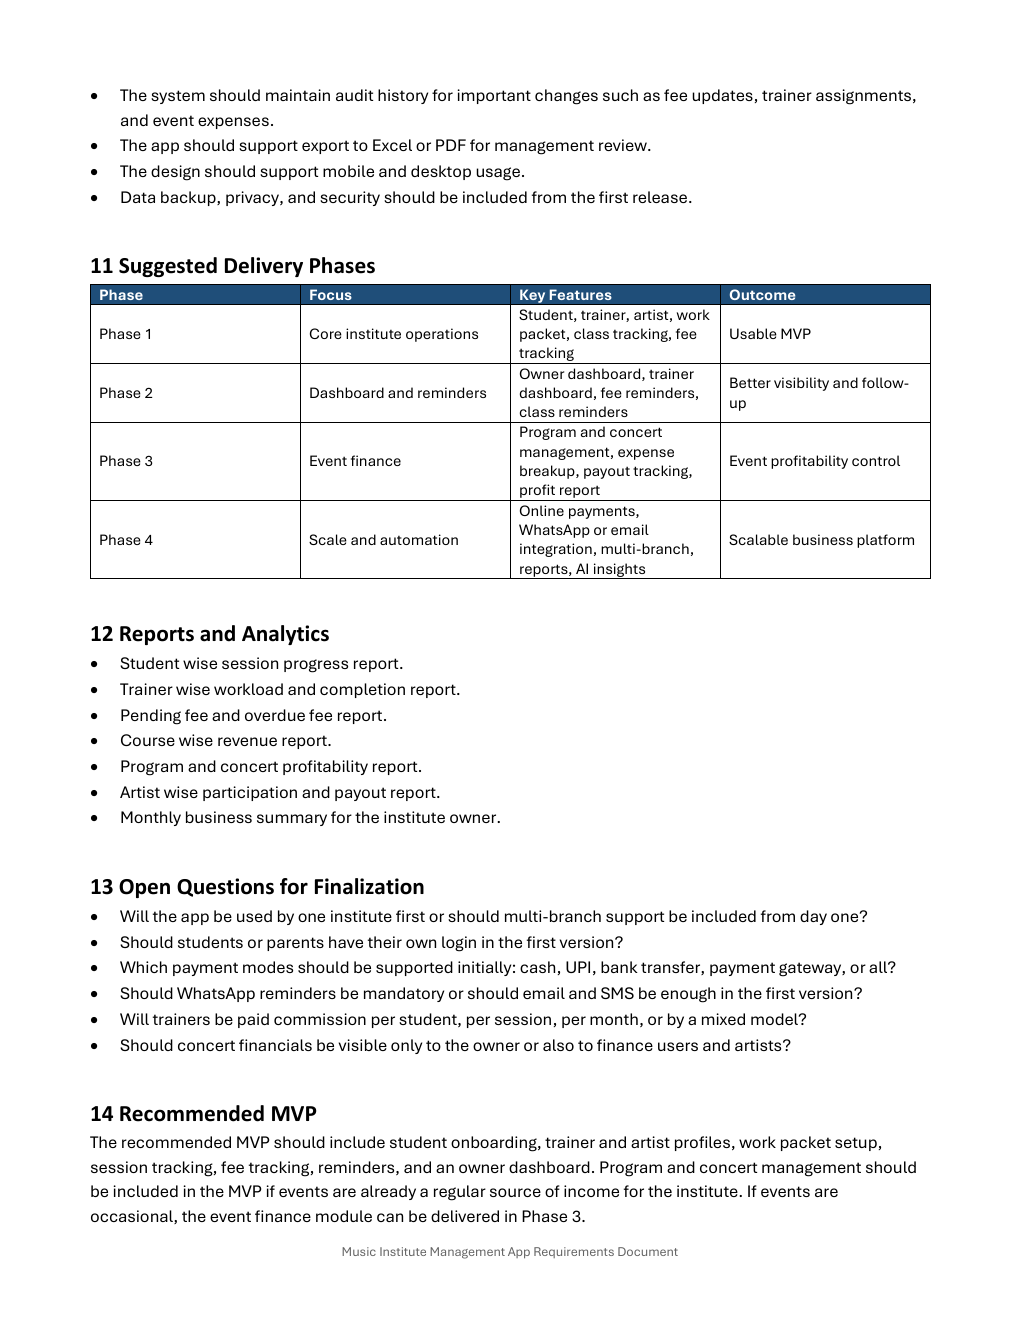 • The system should maintain audit history for important changes such as fee updates, trainer assignments,
and event expenses.
• The app should support export to Excel or PDF for management review.
• The design should support mobile and desktop usage.
• Data backup, privacy, and security should be included from the first release.
11 Suggested Delivery Phases
Phase Focus Key Features Outcome
Phase 1 Core institute operations Student, trainer, artist, work
packet, class tracking, fee
tracking Usable MVP
Phase 2 Dashboard and reminders Owner dashboard, trainer
dashboard, fee reminders,
class reminders Better visibility and follow-
up
Phase 3 Event finance Program and concert
management, expense
breakup, payout tracking,
profit report Event profitability control
Phase 4 Scale and automation Online payments,
WhatsApp or email
integration, multi-branch,
reports, AI insights Scalable business platform
12 Reports and Analytics
• Student wise session progress report.
• Trainer wise workload and completion report.
• Pending fee and overdue fee report.
• Course wise revenue report.
• Program and concert profitability report.
• Artist wise participation and payout report.
• Monthly business summary for the institute owner.
13 Open Questions for Finalization
• Will the app be used by one institute first or should multi-branch support be included from day one?
• Should students or parents have their own login in the first version?
• Which payment modes should be supported initially: cash, UPI, bank transfer, payment gateway, or all?
• Should WhatsApp reminders be mandatory or should email and SMS be enough in the first version?
• Will trainers be paid commission per student, per session, per month, or by a mixed model?
• Should concert financials be visible only to the owner or also to finance users and artists?
14 Recommended MVP
The recommended MVP should include student onboarding, trainer and artist profiles, work packet setup,
session tracking, fee tracking, reminders, and an owner dashboard. Program and concert management should
be included in the MVP if events are already a regular source of income for the institute. If events are
occasional, the event finance module can be delivered in Phase 3.
Music Institute Management App Requirements Document